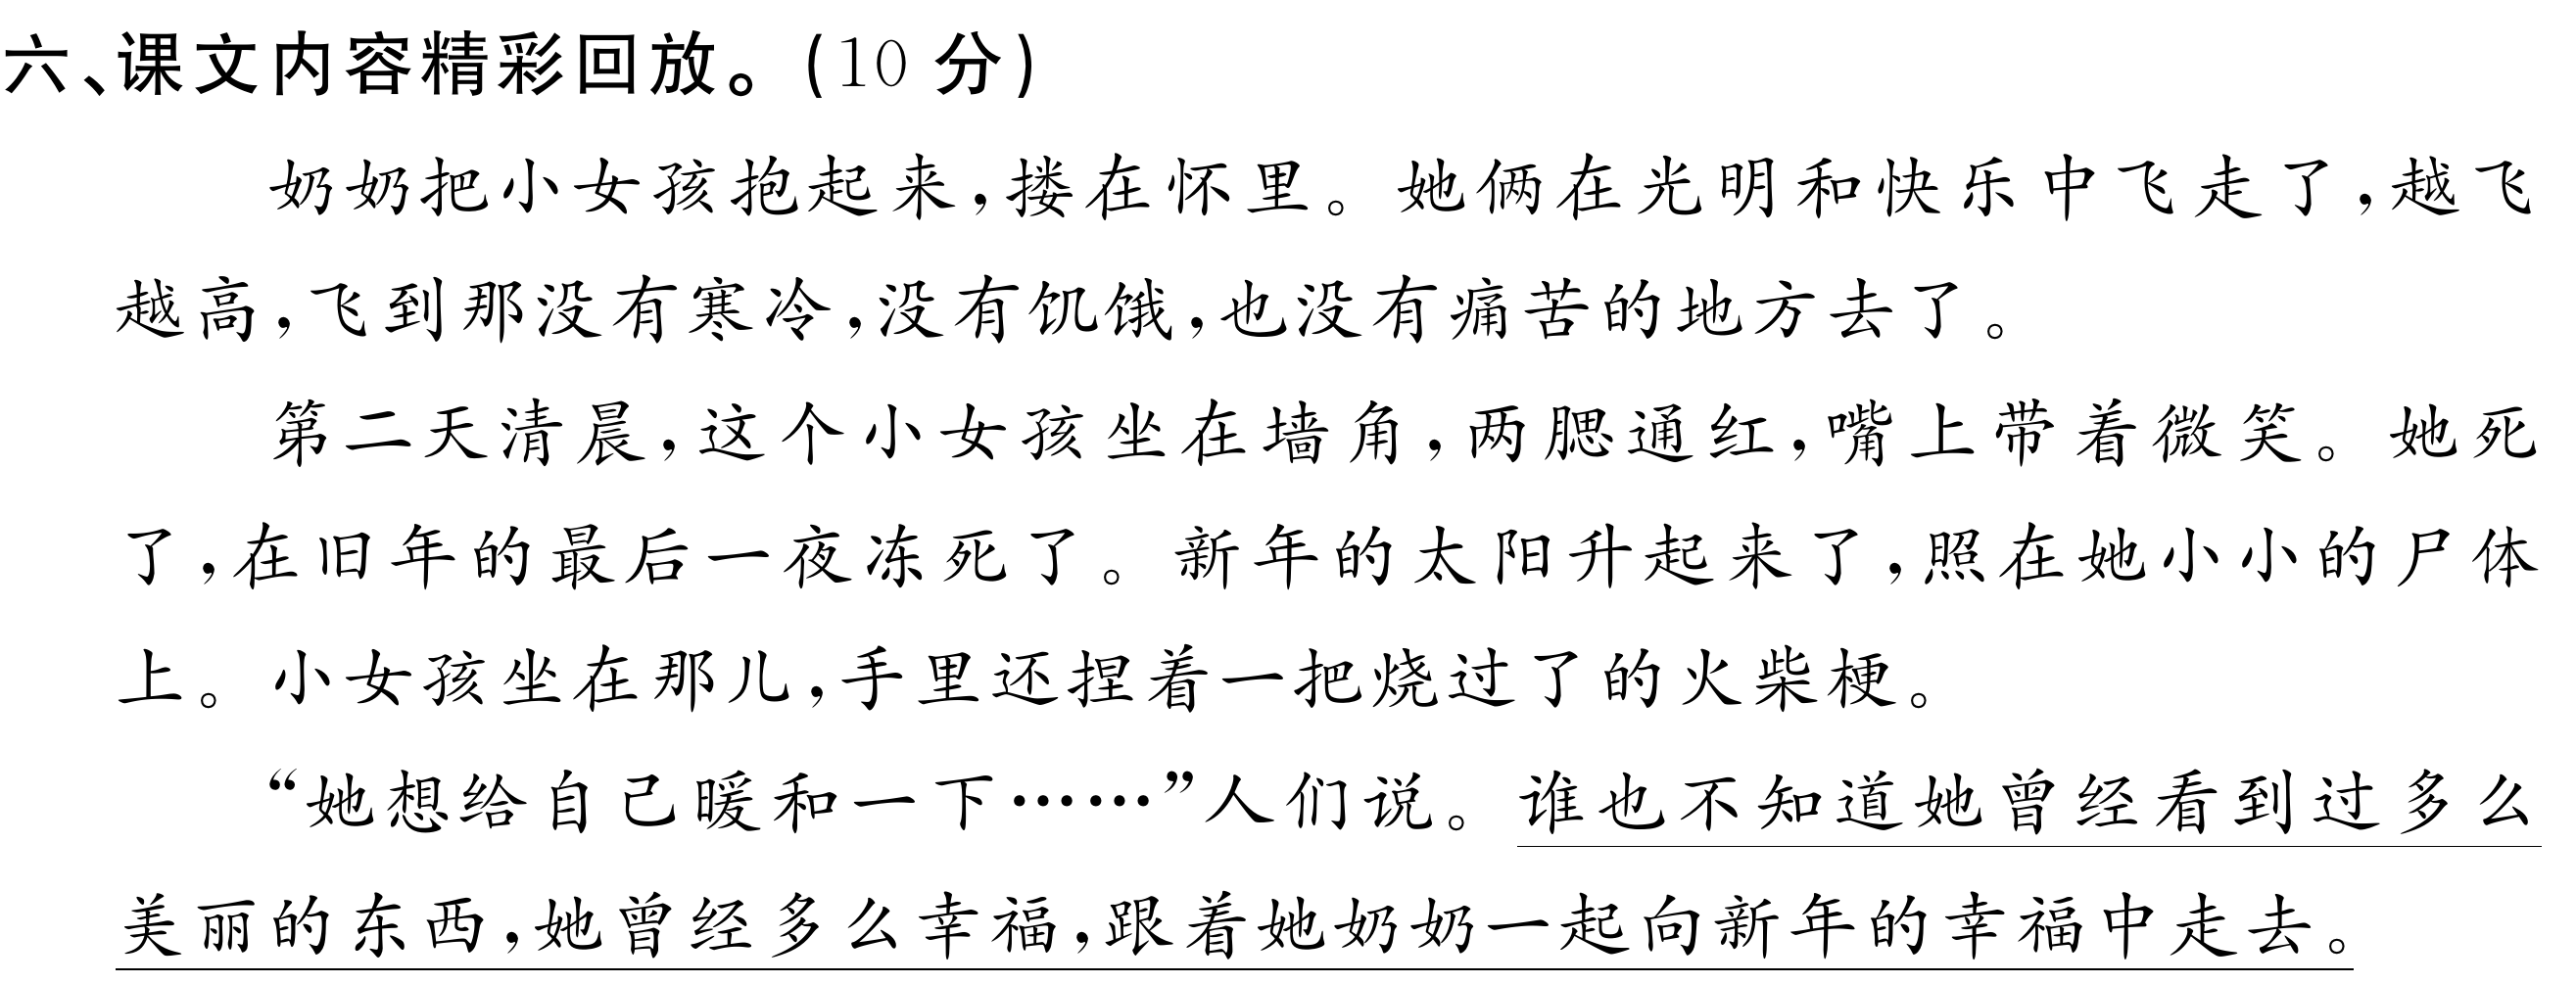 六、课文内容精彩回放。(10 分)
奶奶把小女孩抱起来,搂在怀里。她俩在光明和快乐中飞走了,越飞
越高,飞到那没有寒冷,没有饥饿,也没有痛苦的地方去了。
第二天清晨,这个小女孩坐在墙角,两腮通红,嘴上带着微笑。她死
了,在旧年的最后一夜冻死了。新年的太阳升起来了,照在她小小的尸体
上。小女孩坐在那儿,手里还捏着一把烧过了的火柴梗。
“她想给自己暖和一下……”人们说。谁也不知道她曾经看到过多么
美丽的东西,她曾经多么幸福,跟着她奶奶一起向新年的幸福中走去。